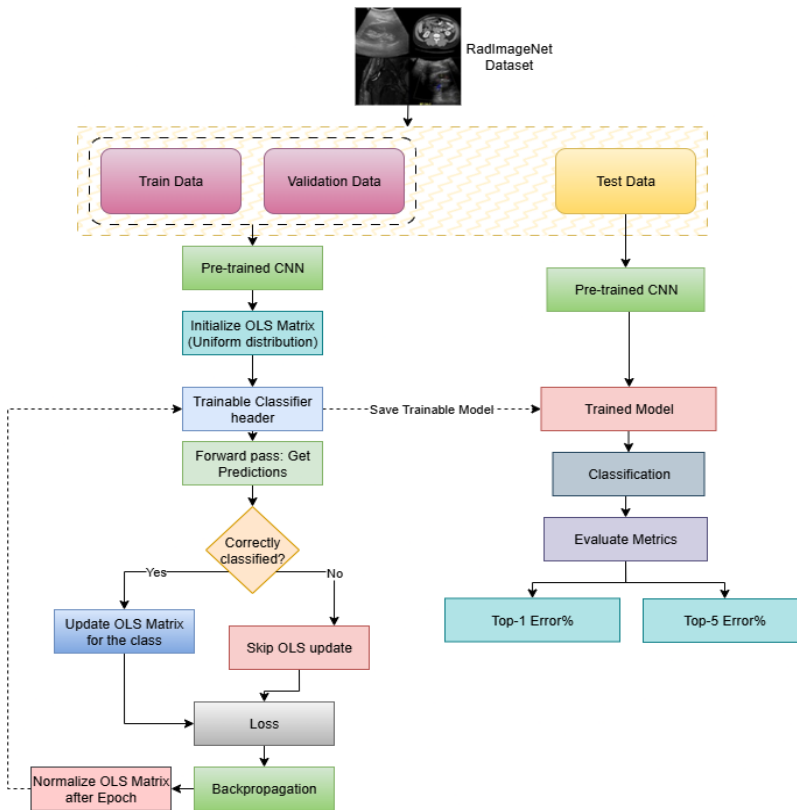 RadImageNet
Dataset
Train Data
Validation Data
Test Data
Pre-trained CNN
Pre-trained CNN
Initialize OLS Matrix
(Uniform distribution)
Trainable Classifier
header
Save Trainable Model
Trained Model
Forward pass: Get
Predictions
Classification
Correctly
classified?
Evaluate Metrics
Yes
No
Top-1 Error%
Top-5 Error%
Update OLS Matrix
for the class
Skip OLS update
Loss
Normalize OLS Matrix
after Epoch
Backpropagation